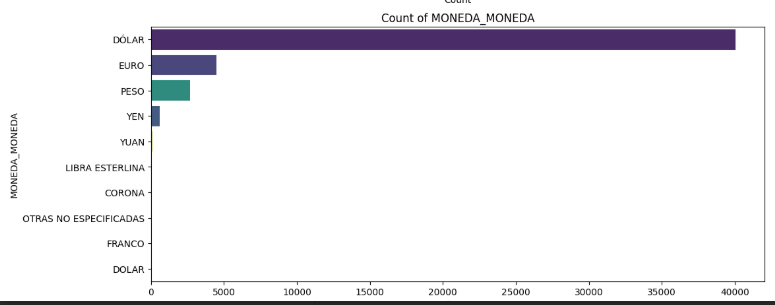 Count
Count of MONEDA_MONEDA
DÓLAR
EURO
PESO
YEN
YUAN
LIBRA ESTERLINA
CORONA
OTRAS NO ESPECIFICADAS
FRANCO
DOLAR
MONEDA_MONEDA
0 5000 10000 15000 20000 25000 30000 35000 40000